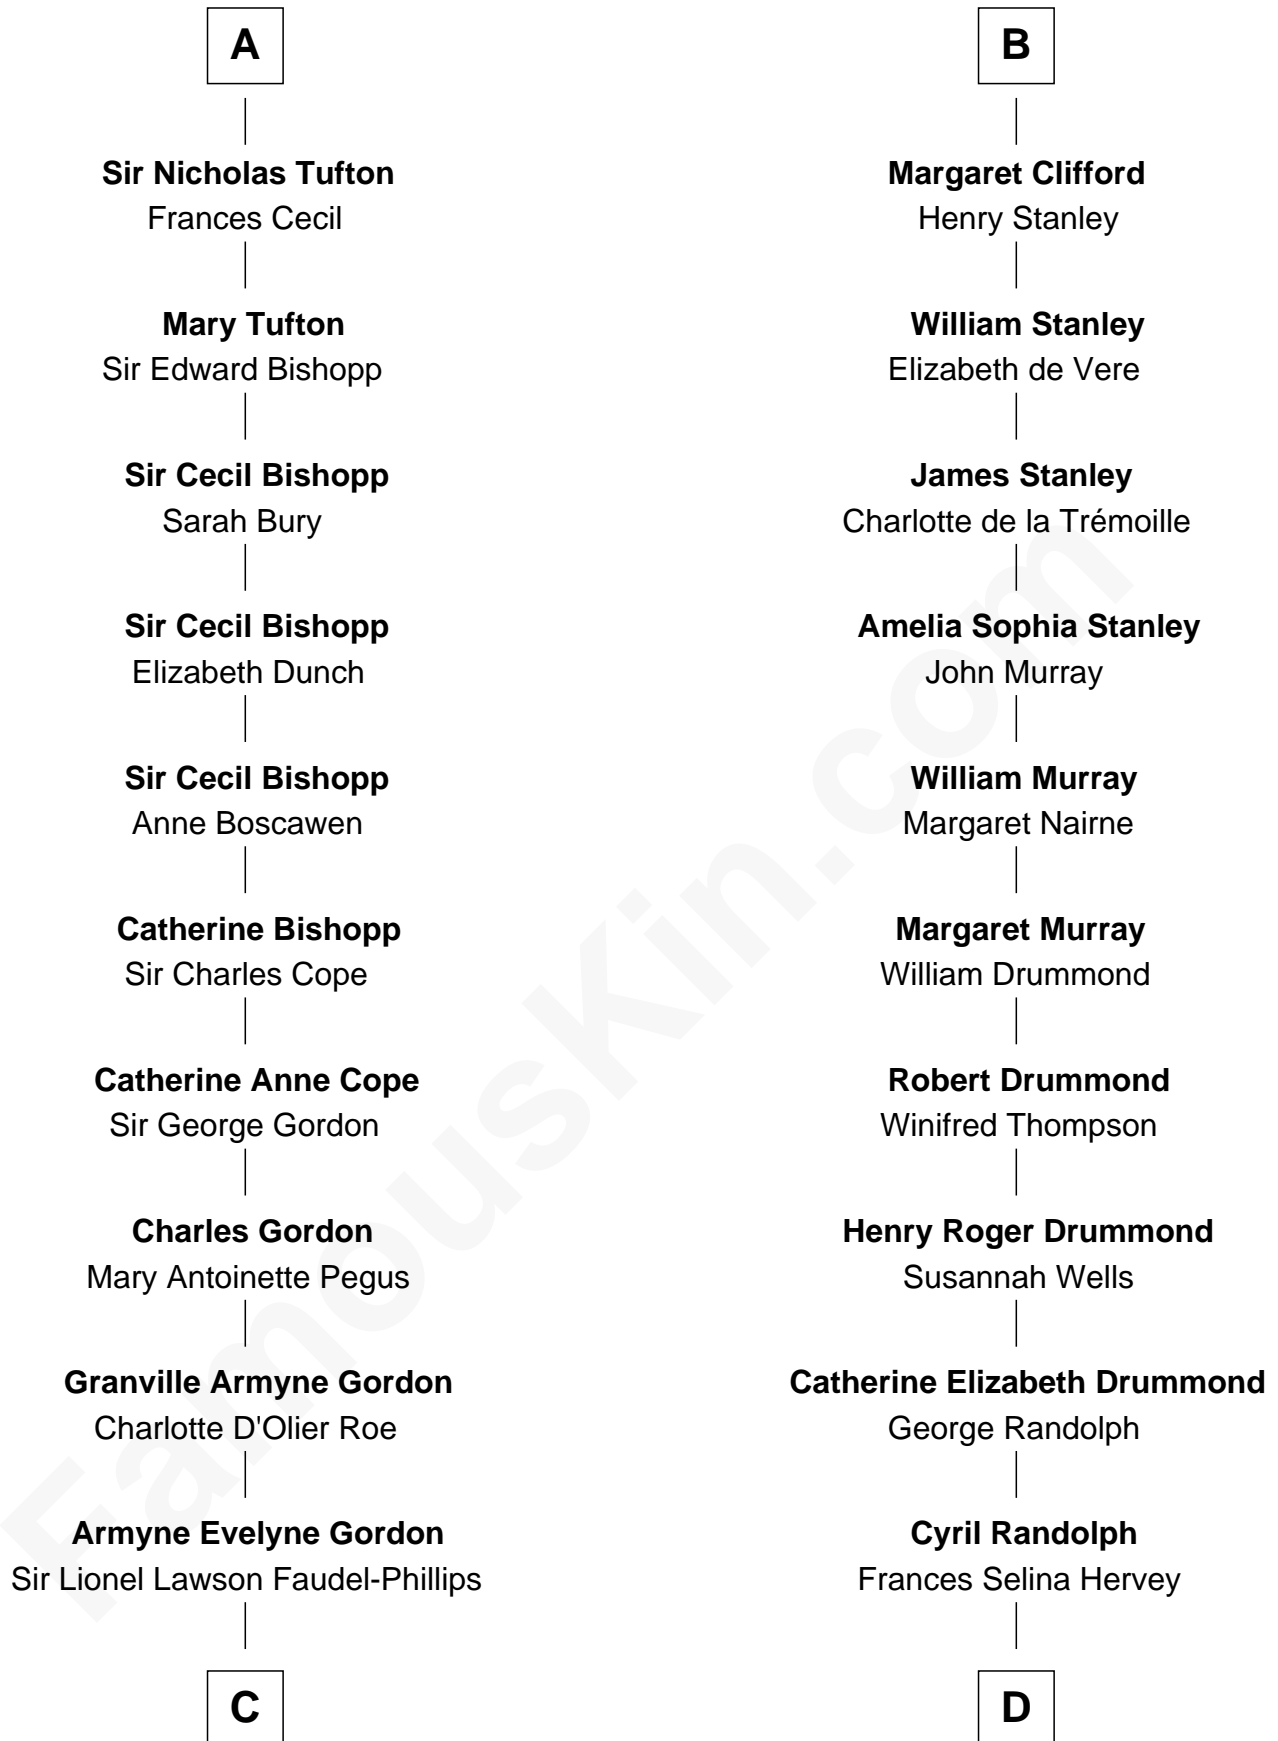 A
Sir Nicholas Tufton
Frances Cecil
Mary Tufton
Sir Edward Bishopp
Sir Cecil Bishopp
Sarah Bury
Sir Cecil Bishopp
Elizabeth Dunch
Sir Cecil Bishopp
Anne Boscawen
Catherine Bishopp
Sir Charles Cope
Catherine Anne Cope
Sir George Gordon
Charles Gordon
Mary Antoinette Pegus
Granville Armyne Gordon
Charlotte D'Olier Roe
Armyne Evelyne Gordon
Sir Lionel Lawson Faudel-Phillips
C
B
Margaret Clifford
Henry Stanley
William Stanley
Elizabeth de Vere
James Stanley
Charlotte de la Trémoille
Amelia Sophia Stanley
John Murray
William Murray
Margaret Nairne
Margaret Murray
William Drummond
Robert Drummond
Winifred Thompson
Henry Roger Drummond
Susannah Wells
Catherine Elizabeth Drummond
George Randolph
Cyril Randolph
Frances Selina Hervey
D
FamousKin.com